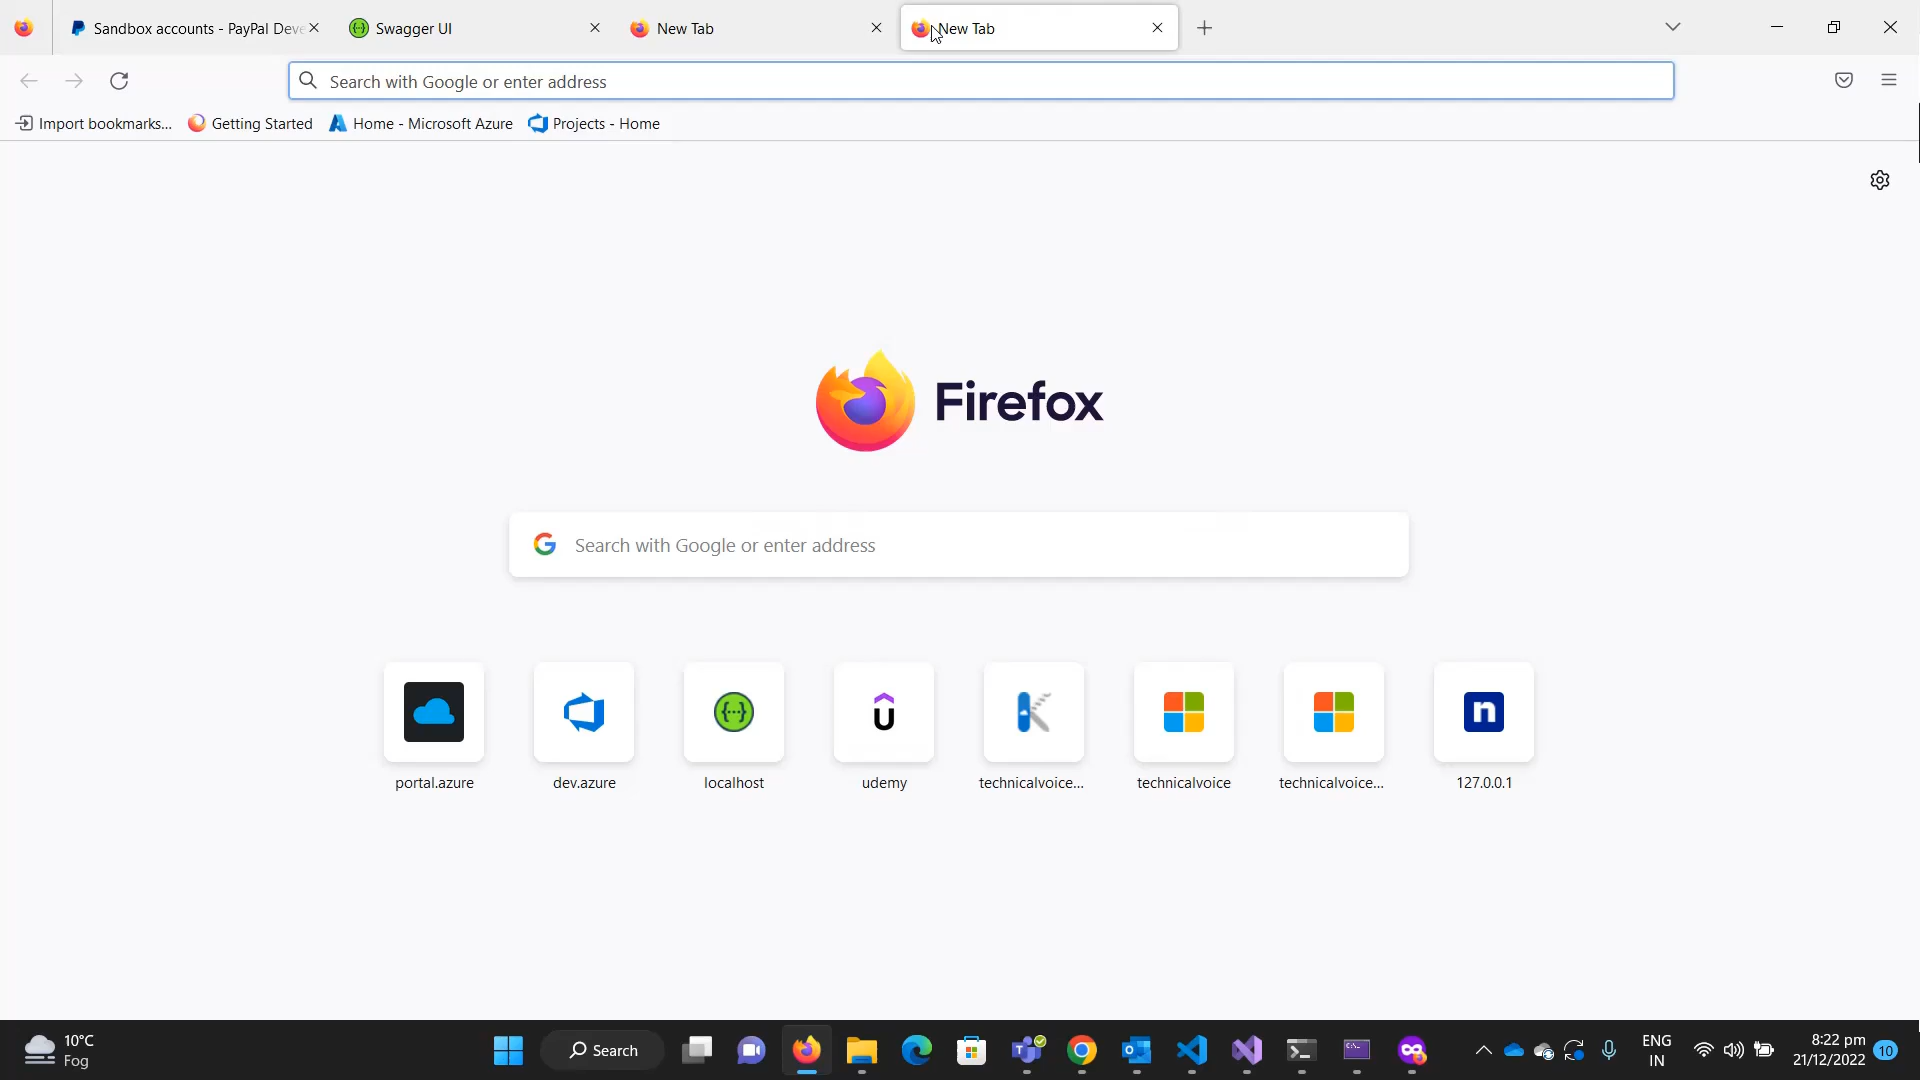 Sandbox accounts - PayPal Deve
Swagger UI
New Tab
New Tab
Search with Google or enter address
Import bookmarks...
Getting Started
Home - Microsoft Azure
Projects - Home
Firefox
Search with Google or enter address
portal.azure
dev.azure
localhost
udemy
technicalvoice...
technicalvoice
technicalvoice...
127.0.0.1
10°C
Fog
Search
ENG
IN
8:22 pm
21/12/2022
10